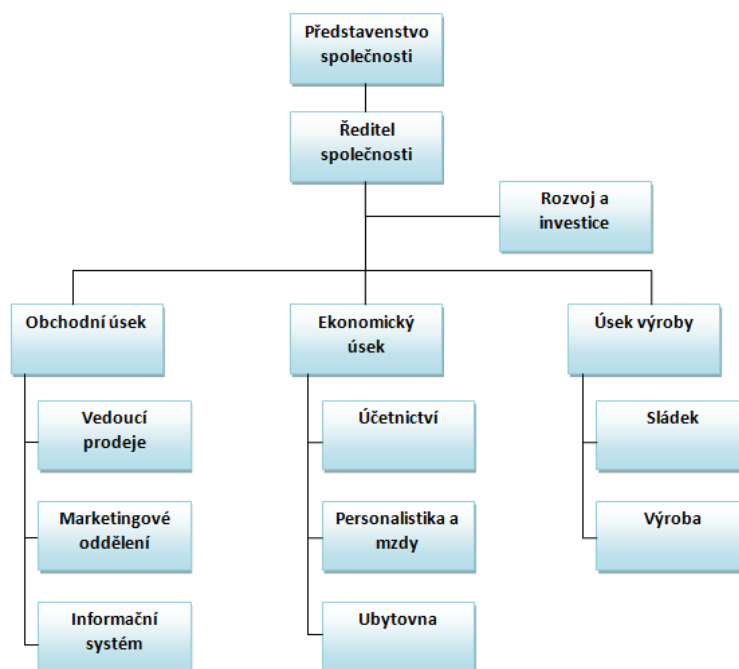 Představenstvo
společnosti
Ředitel
společnosti
Rozvoj a
investice
Obchodní úsek
Ekonomický
úsek
Úsek výroby
Vedoucí
prodeje
Účetnictví
Sládek
Marketingové
oddělení
Personalistika a
mzdy
Výroba
Informační
systém
Ubytovna